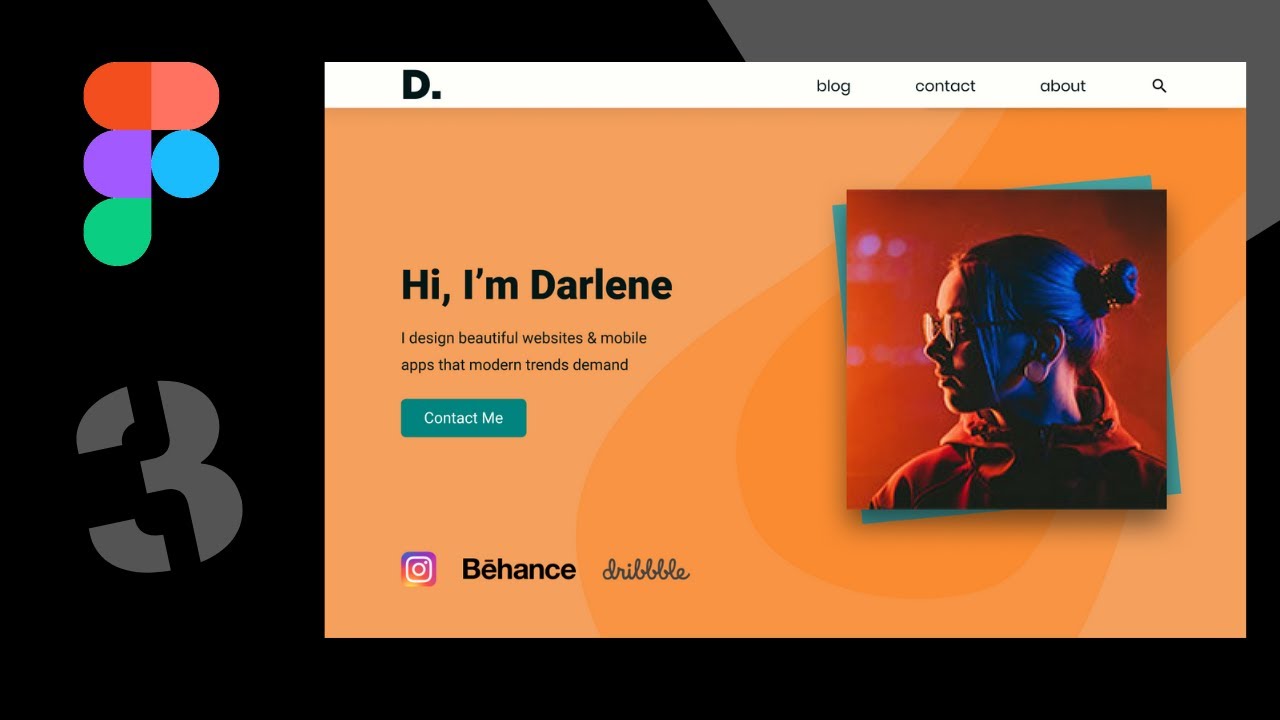 D.
blog
contact
about
Hi, I’m Darlene
I design beautiful websites & mobile
apps that modern trends demand
Contact Me
Bēhance
dribbble
3